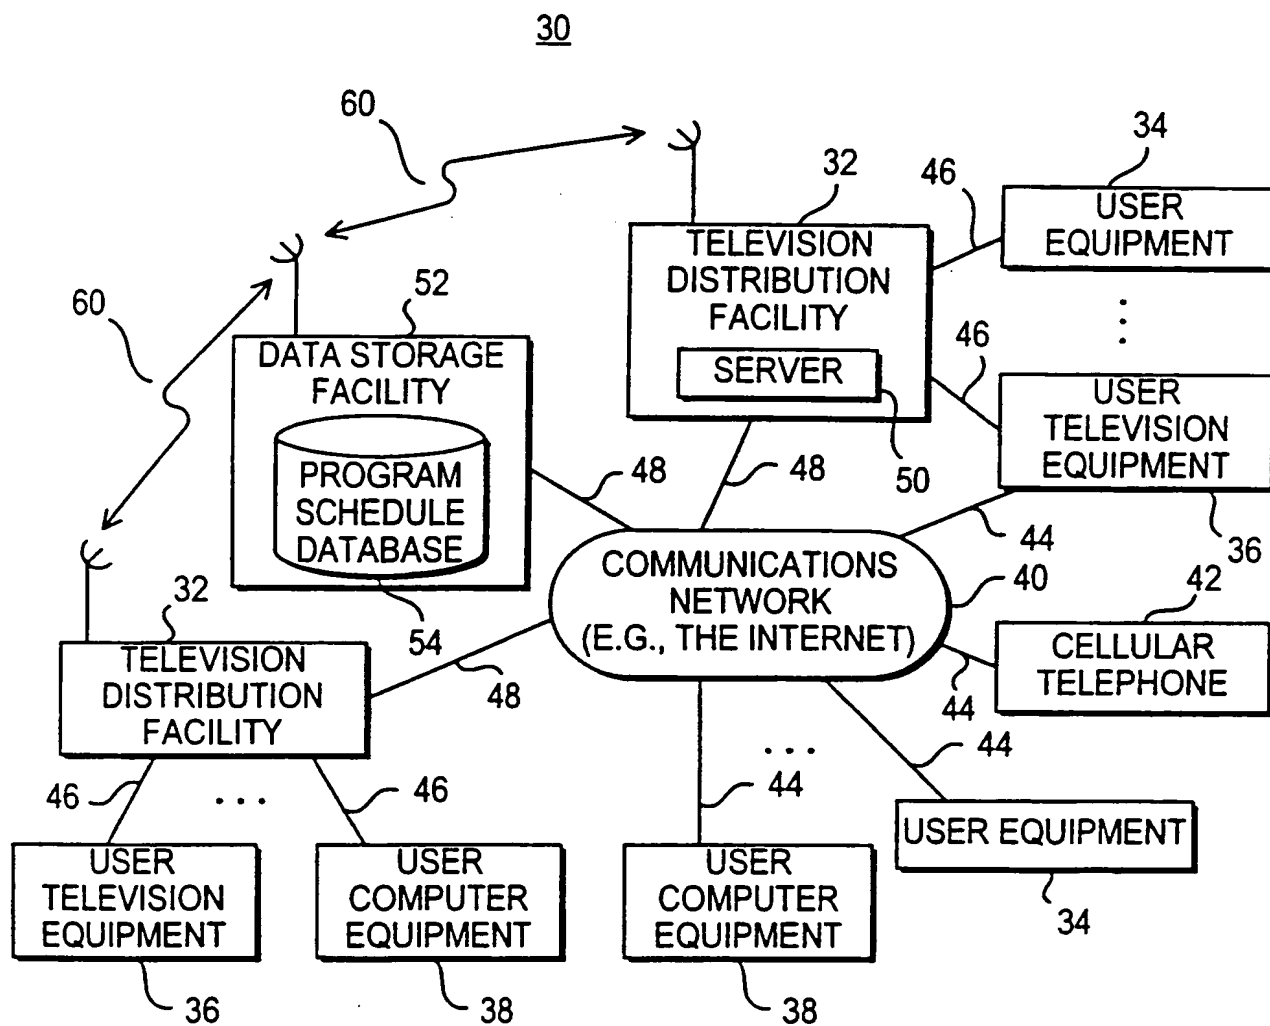 30
60
34
32
46
USER
EQUIPMENT
TELEVISION
DISTRIBUTION
FACILITY
SERVER
50
60
52
DATA STORAGE
FACILITY
PROGRAM
SCHEDULE
DATABASE
54
46
USER
TELEVISION
EQUIPMENT
36
48
48
44
COMMUNICATIONS
NETWORK
(E.G., THE INTERNET)
40
42
CELLULAR
TELEPHONE
44
32
TELEVISION
DISTRIBUTION
FACILITY
48
46
. . .
46
44
. . .
44
USER EQUIPMENT
34
USER
TELEVISION
EQUIPMENT
36
USER
COMPUTER
EQUIPMENT
38
USER
COMPUTER
EQUIPMENT
38